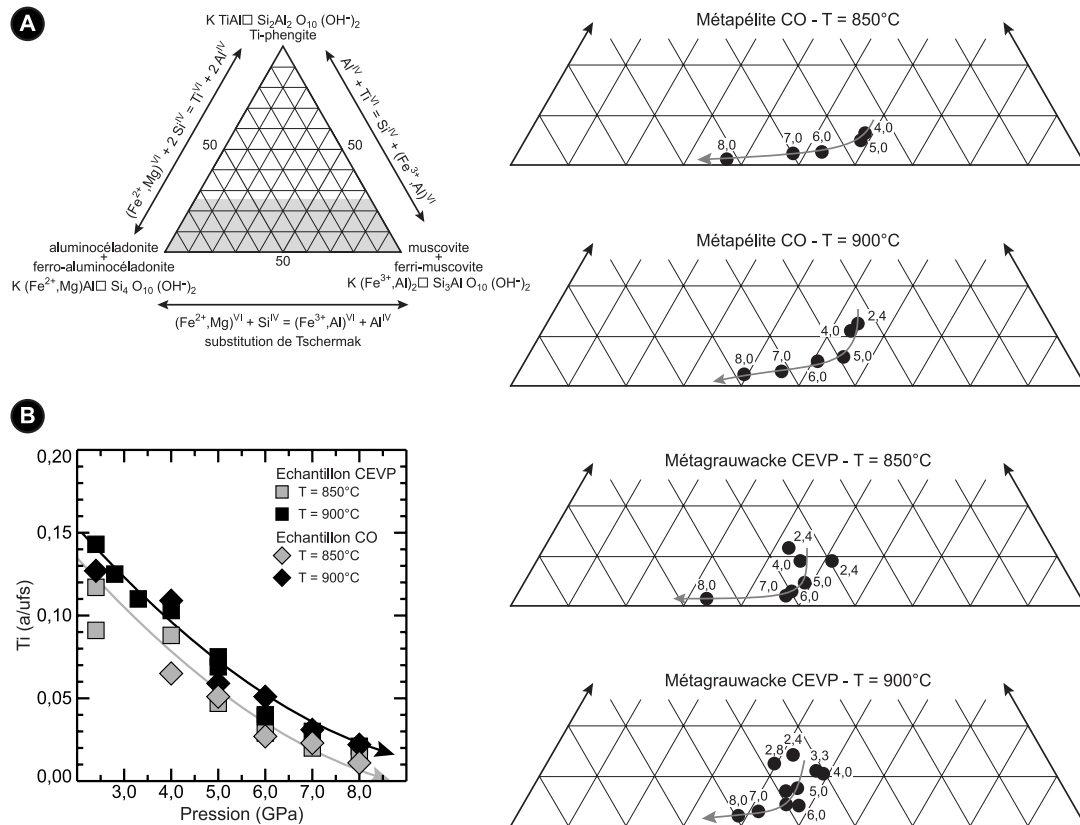 A
K TiAl□ Si2Al2 O10 (OH-)2
Ti-phengite
(Fe2+,Mg)VI + 2 SiIV = TiVI + 2 AlIV
AlIV + TiVI = SiIV + (Fe3+,Al)VI
50
50
50
aluminocéladonite
+
ferro-aluminocéladonite
K (Fe2+,Mg)Al□ Si4 O10 (OH-)2
muscovite
+
ferri-muscovite
K (Fe3+,Al)2□ Si3Al O10 (OH-)2
(Fe2+,Mg)VI + SiIV = (Fe3+,Al)VI + AlIV
substitution de Tschermak
Métapélite CO - T = 850°C
8,0
7,0
6,0
4,0
5,0
Métapélite CO - T = 900°C
8,0
7,0
6,0
4,0
2,4
5,0
Métagrauwacke CEVP - T = 850°C
8,0
7,0
4,0
2,4
5,0
6,0
2,4
Métagrauwacke CEVP - T = 900°C
8,0
7,0
2,8
2,4
3,3
4,0
5,0
6,0
B
Ti (a/ufs)
0,20
0,15
0,10
0,05
0,00
3,0 4,0 5,0 6,0 7,0 8,0
Pression (GPa)
Echantillon CEVP
T = 850°C
T = 900°C
Echantillon CO
T = 850°C
T = 900°C